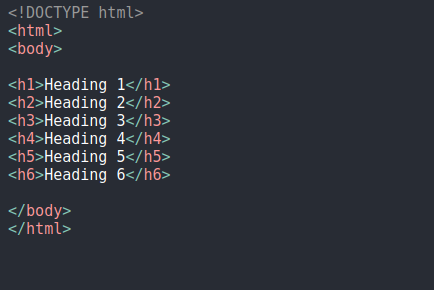 <!DOCTYPE html>
<html>
<body>
<h1>Heading 1</h1>
<h2>Heading 2</h2>
<h3>Heading 3</h3>
<h4>Heading 4</h4>
<h5>Heading 5</h5>
<h6>Heading 6</h6>
</body>
</html>